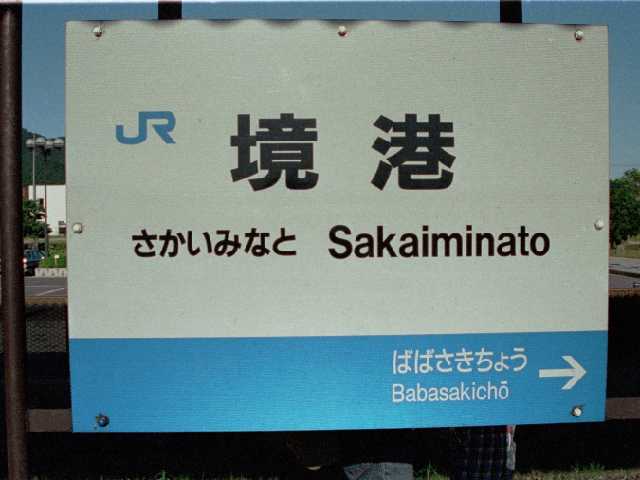 JR
境港
さかいみなと Sakaiminato
ばばさきちょう
Babasakichō